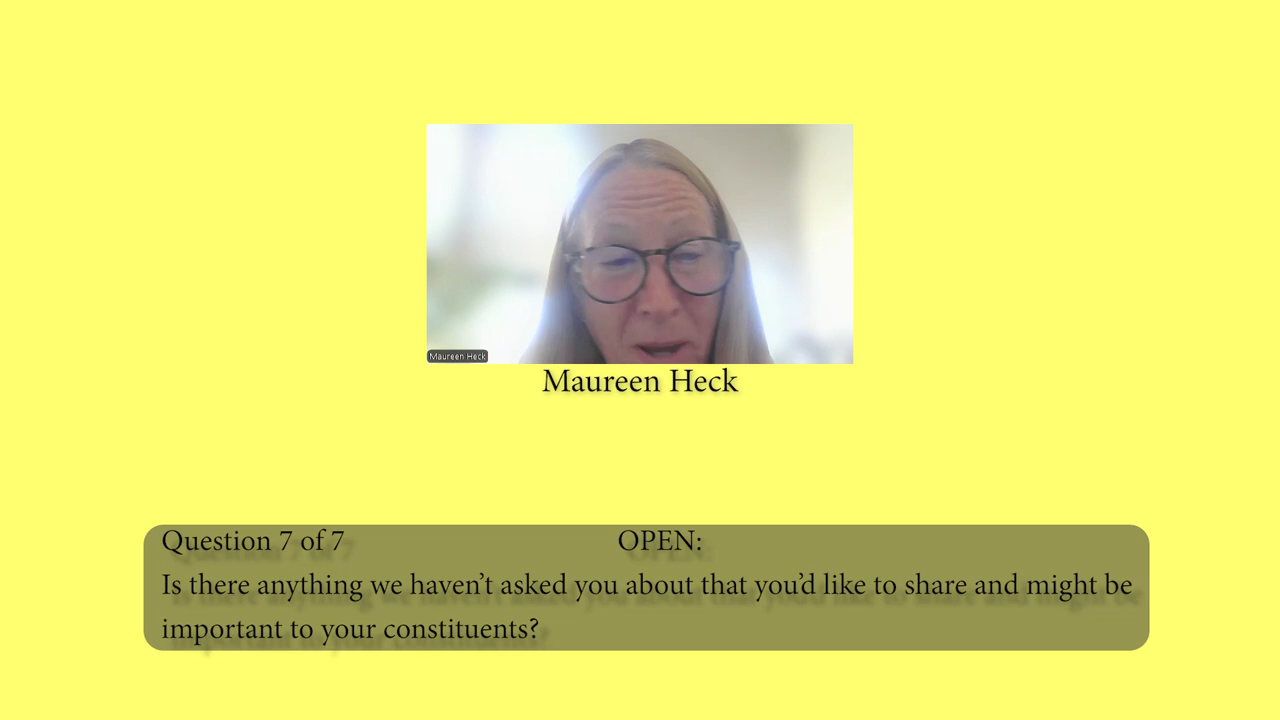 Maureen Heck
Maureen Heck
Question 7 of 7 OPEN:
Is there anything we haven’t asked you about that you’d like to share and might be
important to your constituents?